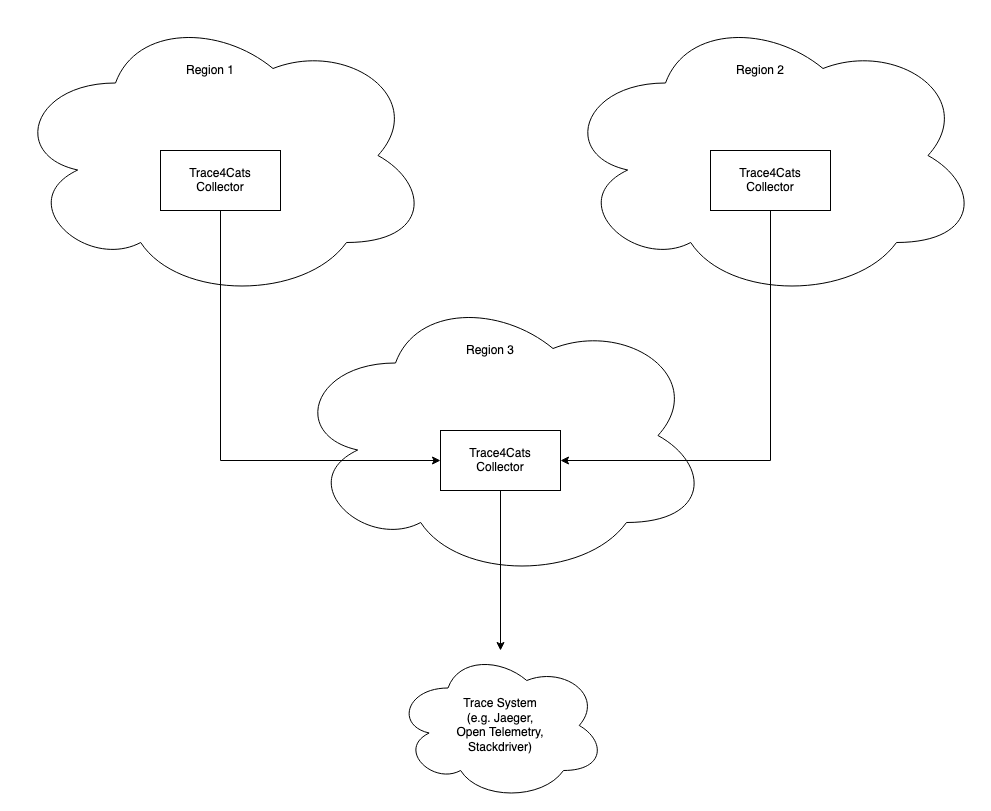 Region 1
Region 2
Trace4Cats
Collector
Trace4Cats
Collector
Region 3
Trace4Cats
Collector
Trace System
(e.g. Jaeger,
Open Telemetry,
Stackdriver)